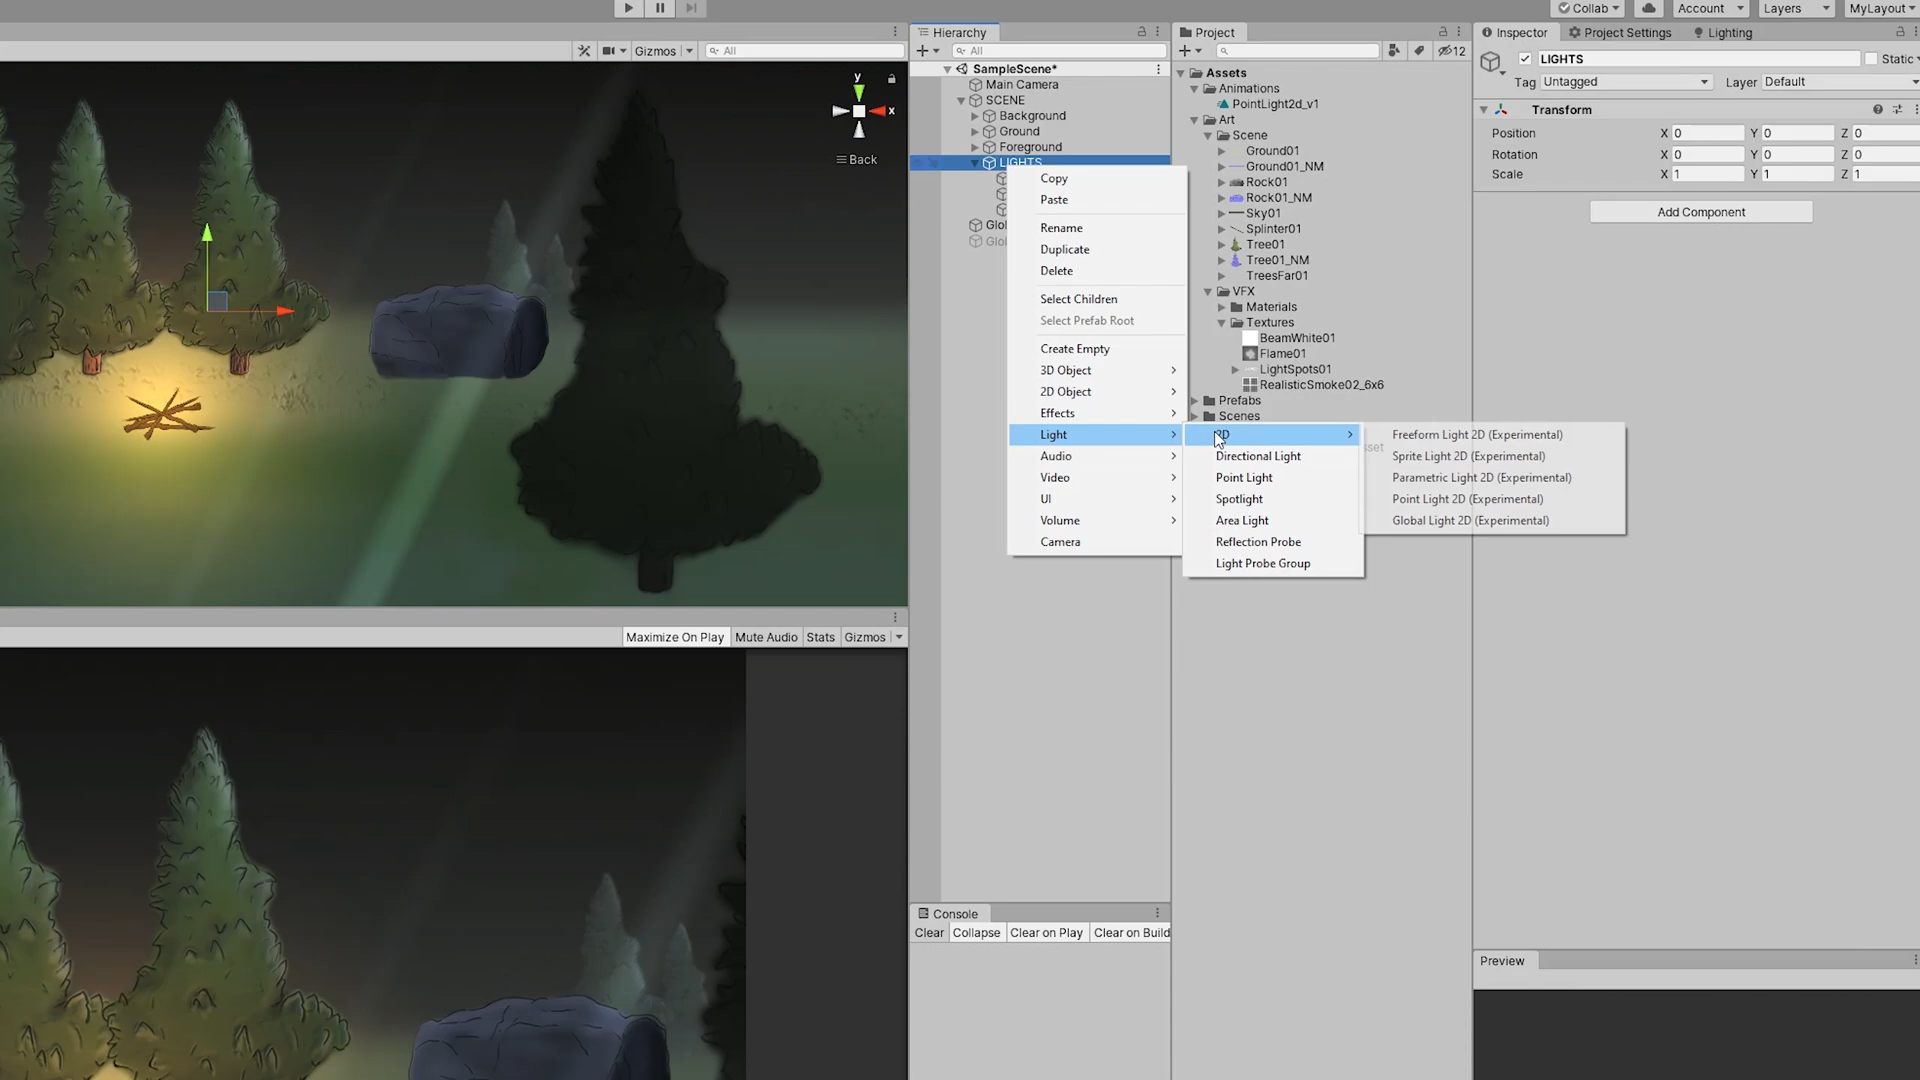 Collab
Account
Layers
MyLayout
Gizmos
All
y
x
Back
Maximize On Play
Mute Audio
Stats
Gizmos
Hierarchy
All
SampleScene*
Main Camera
SCENE
Background
Ground
Foreground
LIGHTS
Copy
Paste
Rename
Duplicate
Delete
Select Children
Select Prefab Root
Create Empty
3D Object
2D Object
Effects
Light
Audio
Video
UI
Volume
Camera
Directional Light
Point Light
Spotlight
Area Light
Reflection Probe
Light Probe Group
Freeform Light 2D (Experimental)
Sprite Light 2D (Experimental)
Parametric Light 2D (Experimental)
Point Light 2D (Experimental)
Global Light 2D (Experimental)
Console
Clear
Collapse
Clear on Play
Clear on Build
Project
12
Assets
Animations
PointLight2d_v1
Art
Scene
Ground01
Ground01_NM
Rock01
Rock01_NM
Sky01
Splinter01
Tree01
Tree01_NM
TreesFar01
VFX
Materials
Textures
BeamWhite01
Flame01
LightSpots01
RealisticSmoke02_6x6
Prefabs
Scenes
Inspector
Project Settings
Lighting
LIGHTS
Static
Tag Untagged
Layer Default
Transform
Position X 0 Y 0 Z 0
Rotation X 0 Y 0 Z 0
Scale X 1 Y 1 Z 1
Add Component
Preview